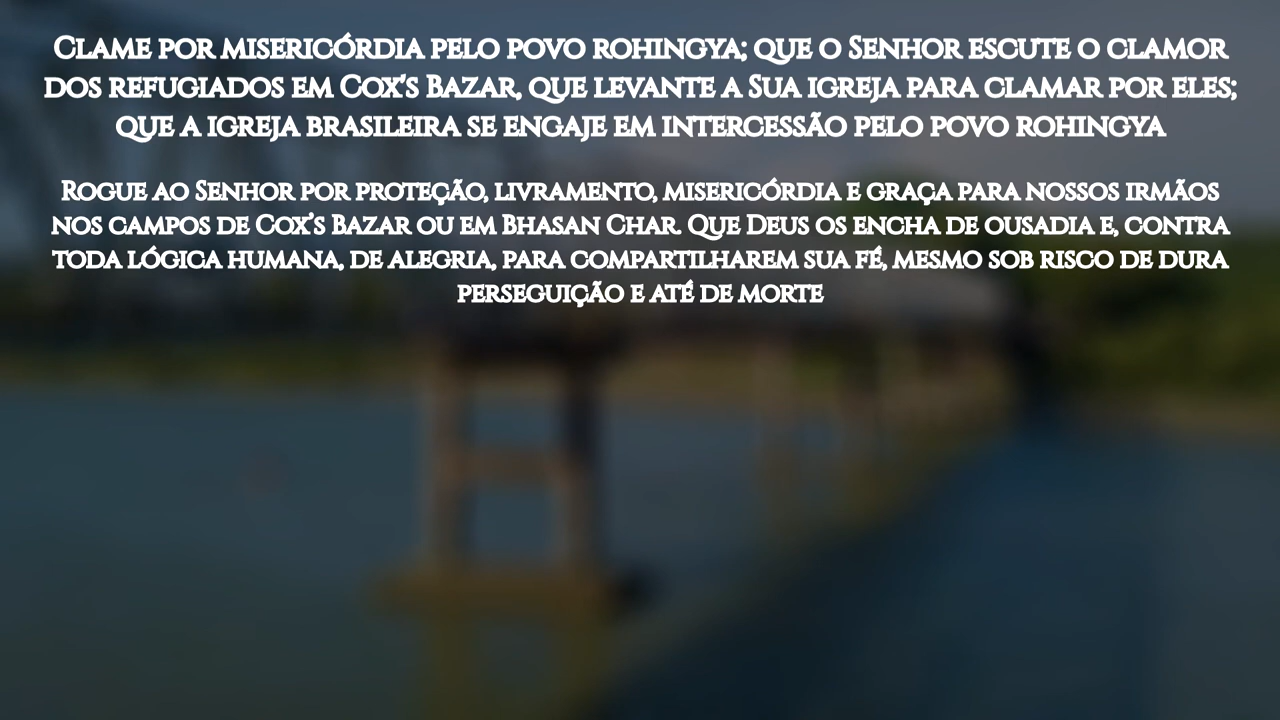 Clame por misericórdia pelo povo rohingya; que o Senhor escute o clamor
dos refugiados em Cox's Bazar, que levante a Sua igreja para clamar por eles;
que a igreja brasileira se engaje em intercessão pelo povo rohingya
Rogue ao Senhor por proteção, livramento, misericórdia e graça para nossos irmãos
nos campos de Cox’s Bazar ou em Bhasan Char. Que Deus os encha de ousadia e, contra
toda lógica humana, de alegria, para compartilharem sua fé, mesmo sob risco de dura
perseguição e até de morte